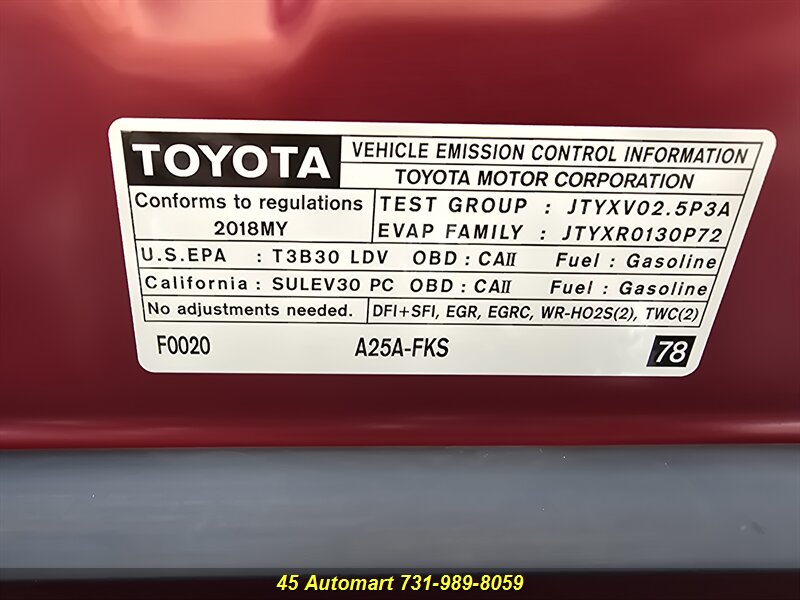 TOYOTA
VEHICLE EMISSION CONTROL INFORMATION
TOYOTA MOTOR CORPORATION
Conforms to regulations
2018MY
TEST GROUP : JTYXV02.5P3A
EVAP FAMILY : JTYXR0130P72
U.S.EPA : T3B30 LDV OBD : CAII Fuel : Gasoline
California : SULEV30 PC OBD : CAII Fuel : Gasoline
No adjustments needed. DFI+SFI, EGR, EGRC, WR-HO2S(2), TWC(2)
F0020 A25A-FKS 78
45 Automart 731-989-8059